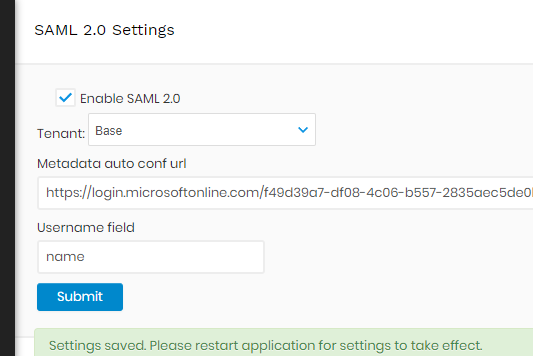 SAML 2.0 Settings
Enable SAML 2.0
Tenant: Base
Metadata auto conf url
https://login.microsoftonline.com/f49d39a7-df08-4c06-b557-2835aec5de0
Username field
name
Submit
Settings saved. Please restart application for settings to take effect.